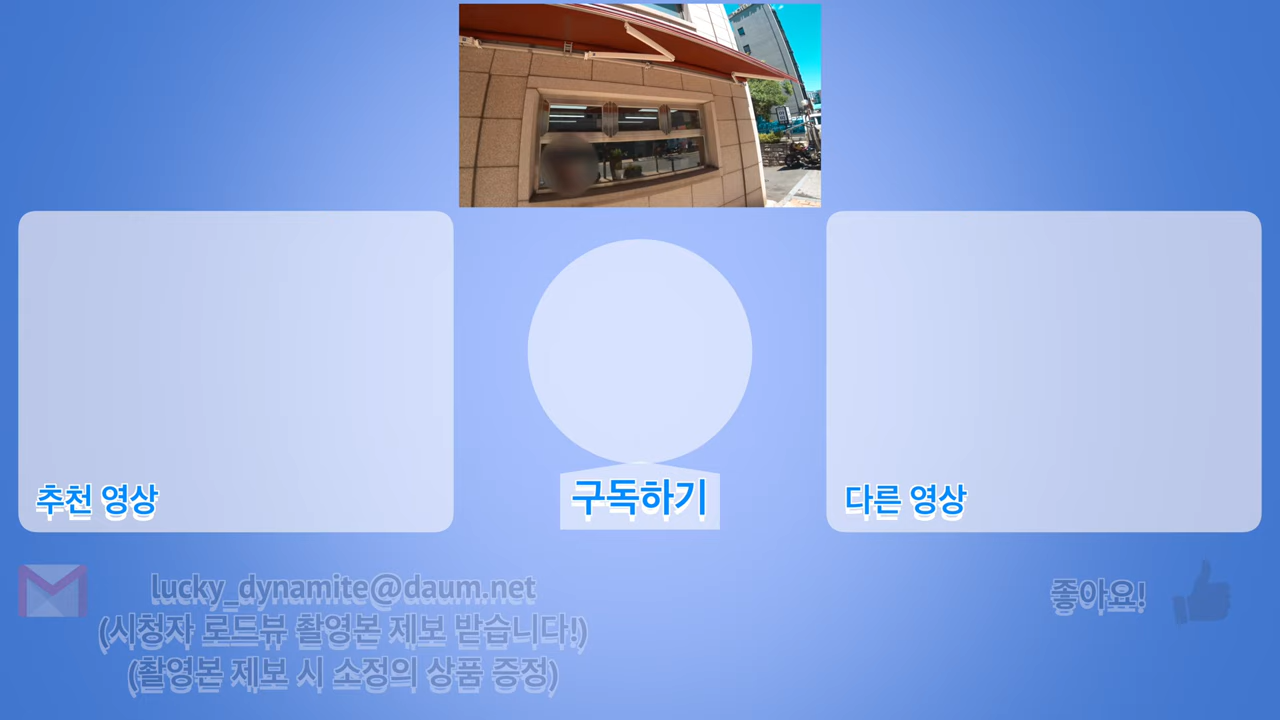 추천 영상
구독하기
다른 영상
lucky_dynamite@daum.net
(시청자 로드뷰 촬영본 제보 받습니다!)
(촬영본 제보 시 소정의 상품 증정)
좋아요!